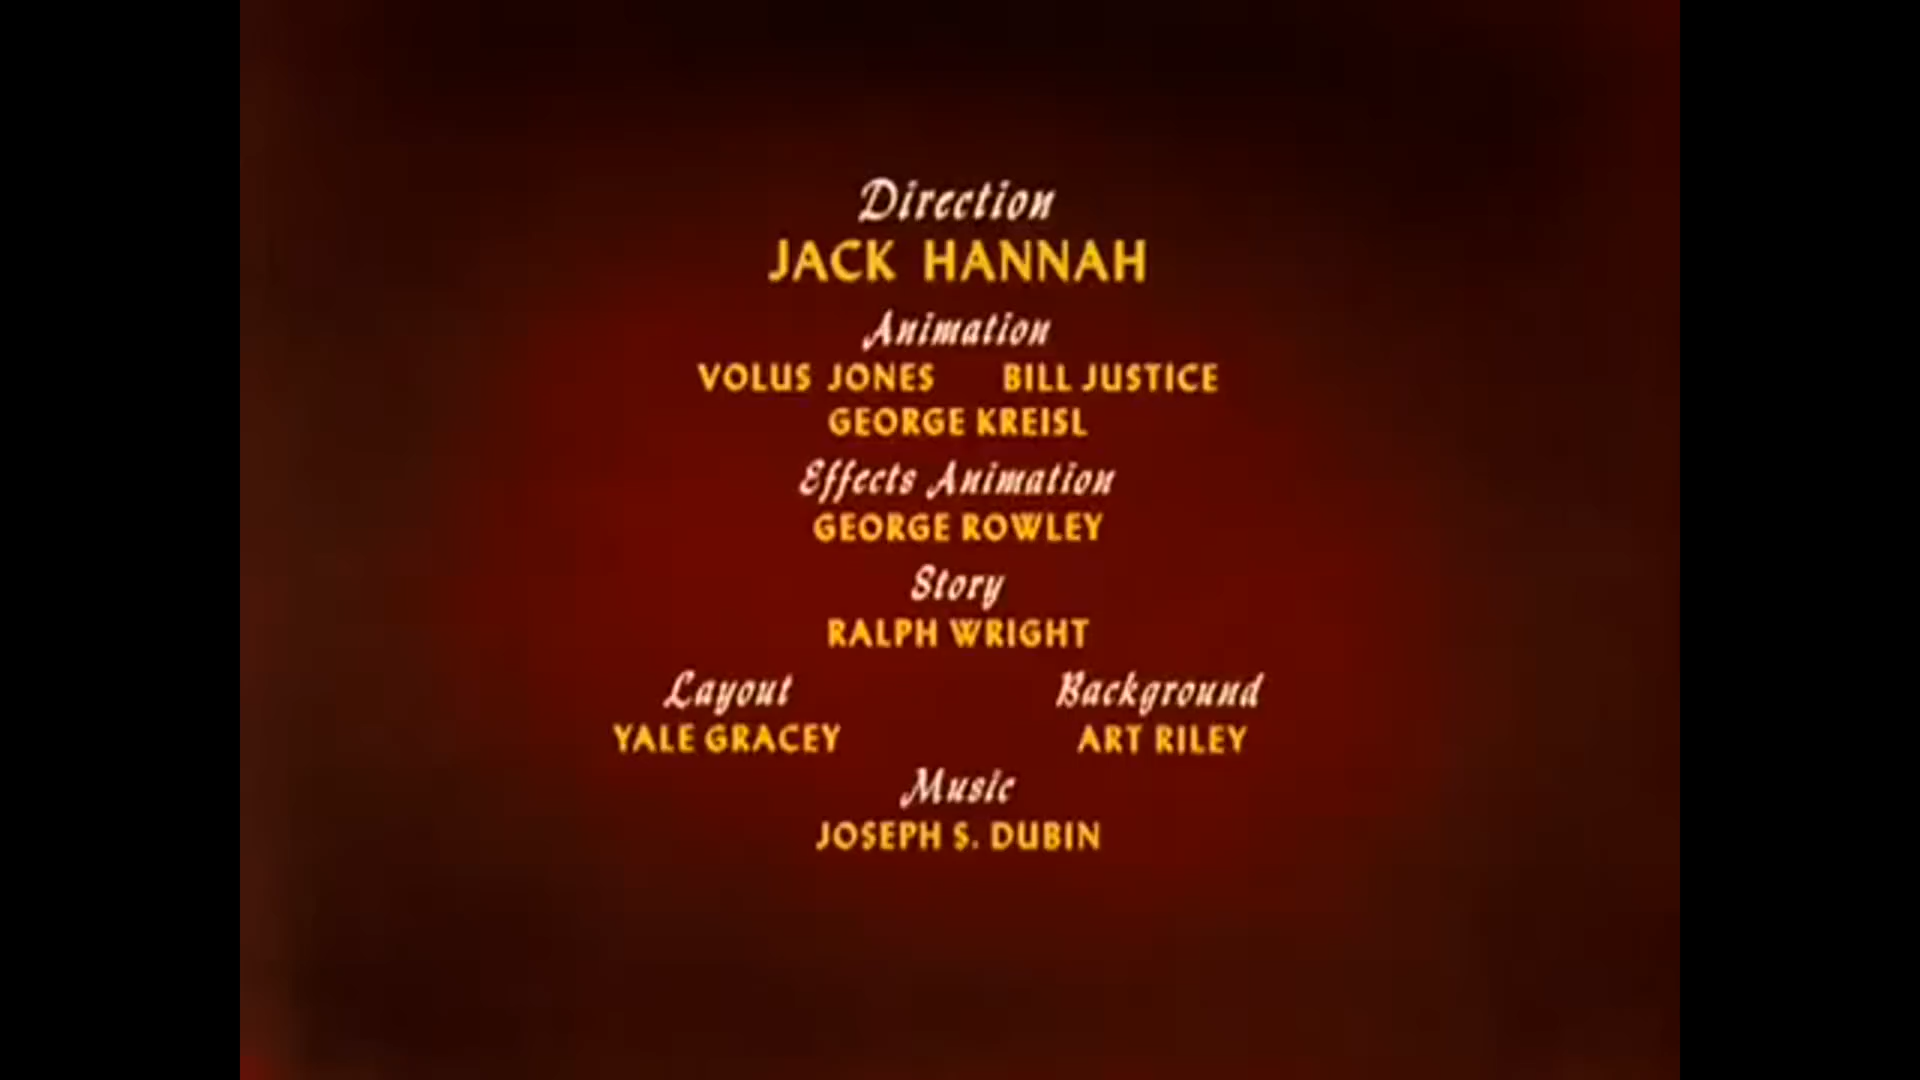 Direction
JACK HANNAH
Animation
VOLUS JONES BILL JUSTICE
GEORGE KREISL
Effects Animation
GEORGE ROWLEY
Story
RALPH WRIGHT
Layout Background
YALE GRACEY ART RILEY
Music
JOSEPH S. DUBIN